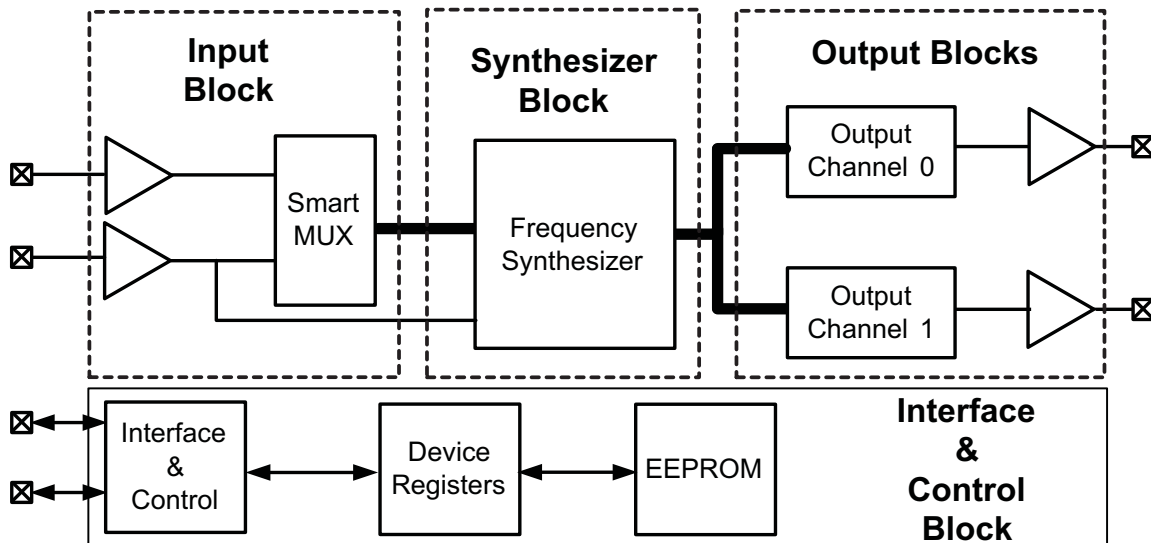 Input
Block
Synthesizer
Block
Output Blocks
Smart
MUX
Frequency
Synthesizer
Output
Channel 0
Output
Channel 1
Interface
&
Control
Device
Registers
EEPROM
Interface
&
Control
Block